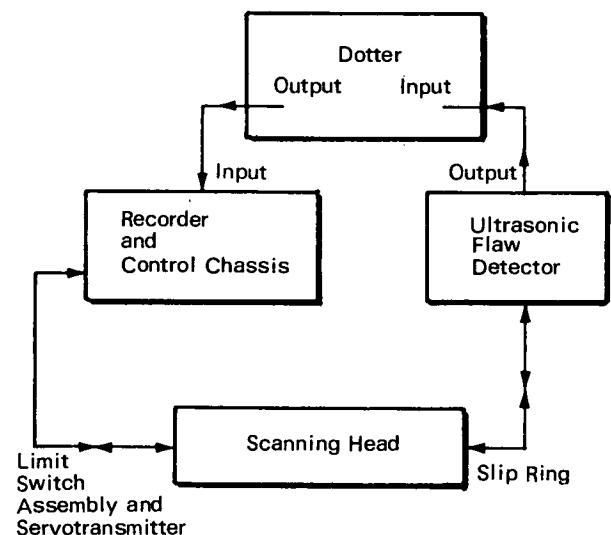 Dotter
Output Input
Input
Output
Recorder
and
Control Chassis
Ultrasonic
Flaw
Detector
Scanning Head
Slip Ring
Limit
Switch
Assembly and
Servotransmitter